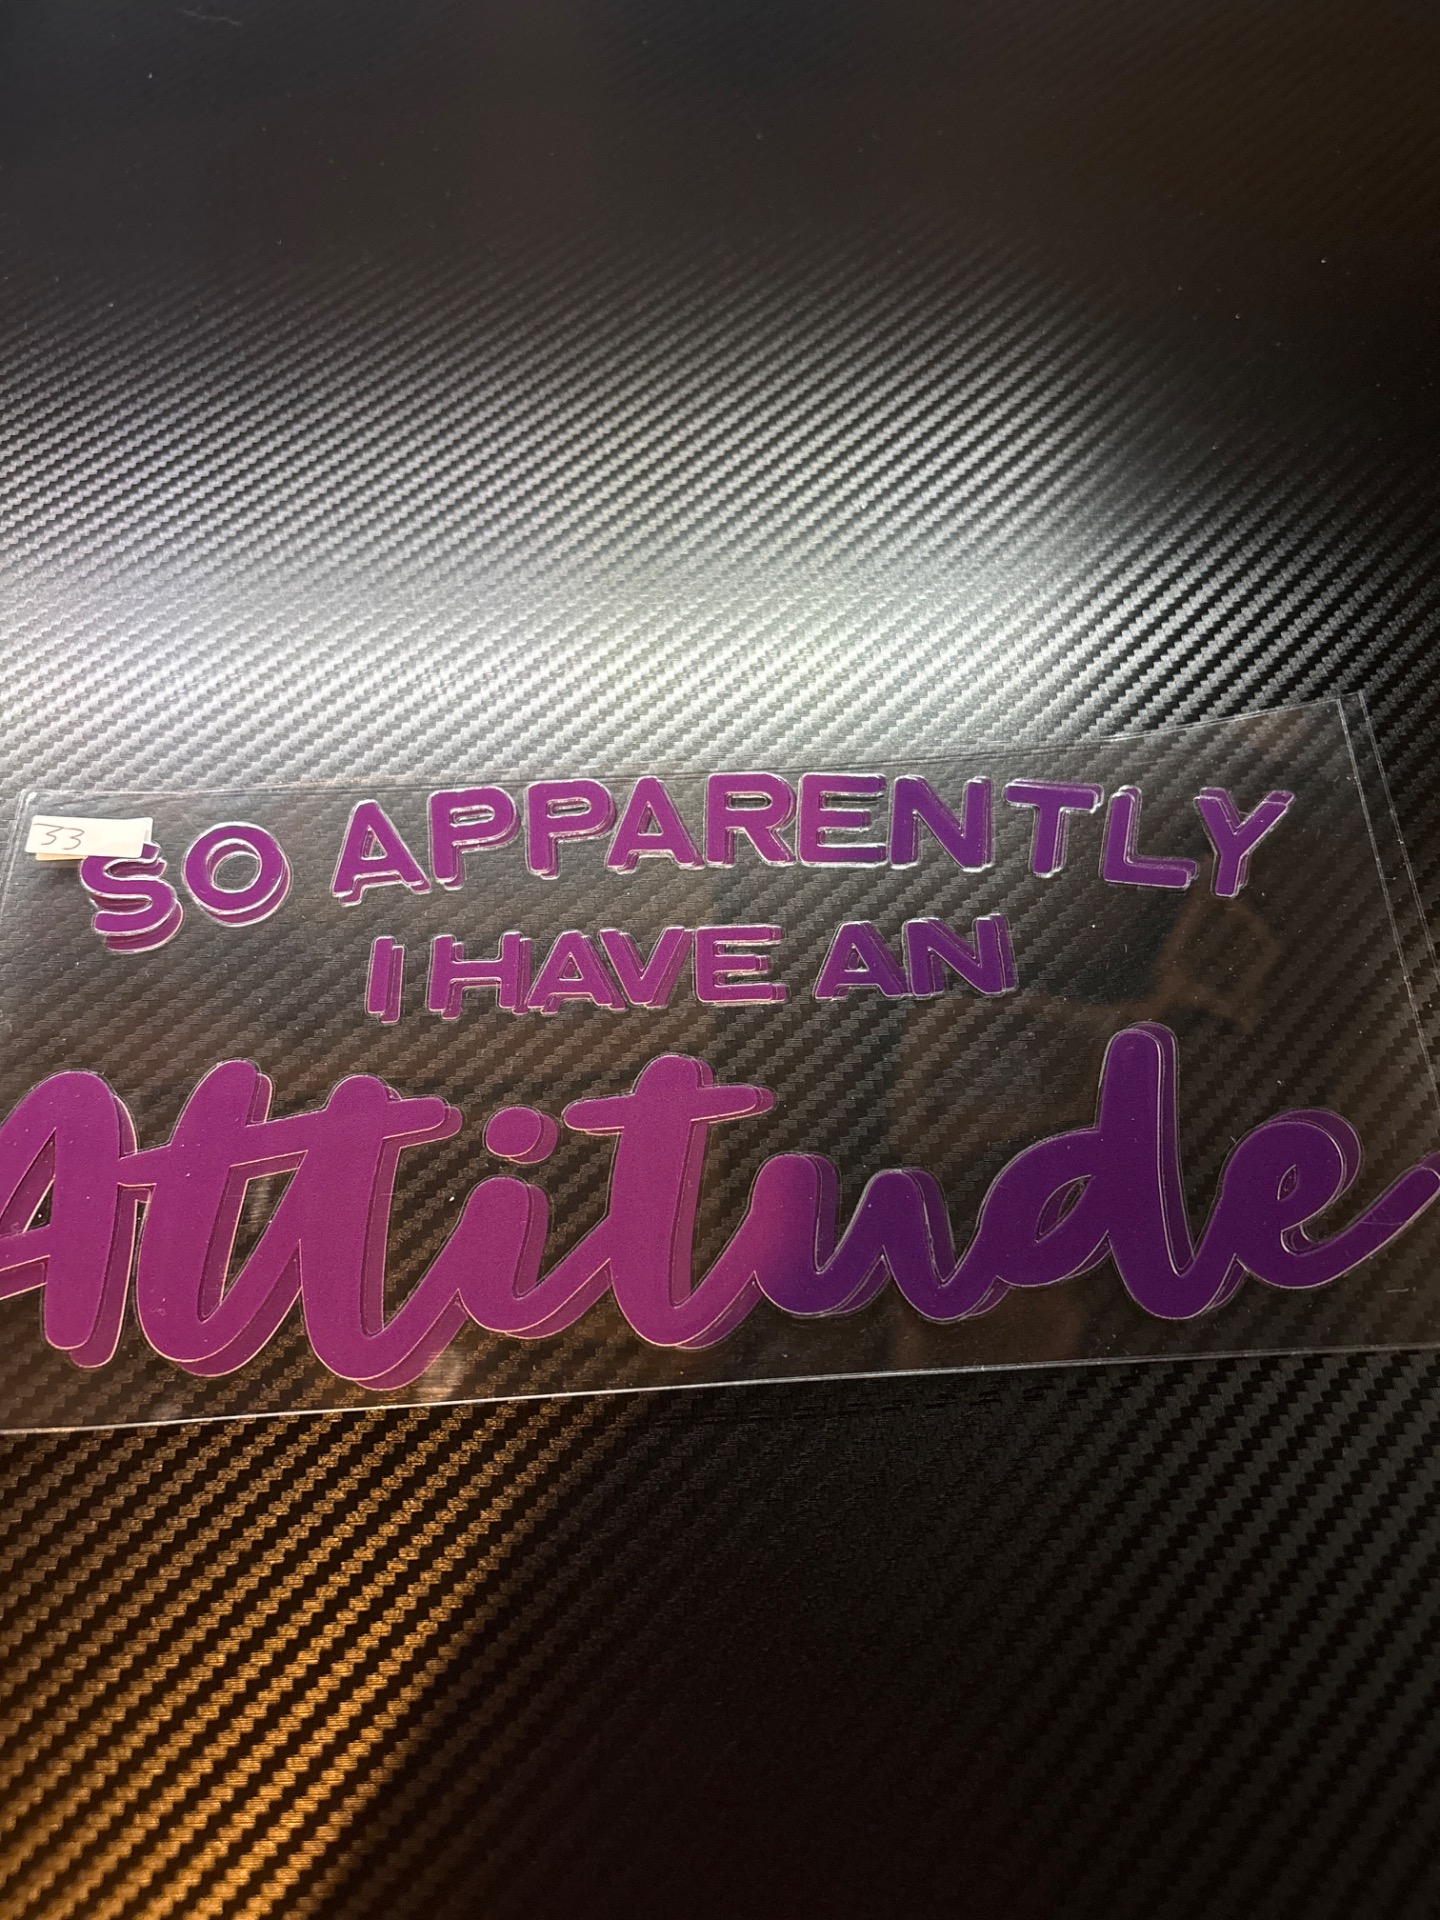 33
SO APPARENTLY
I HAVE AN
Attitude